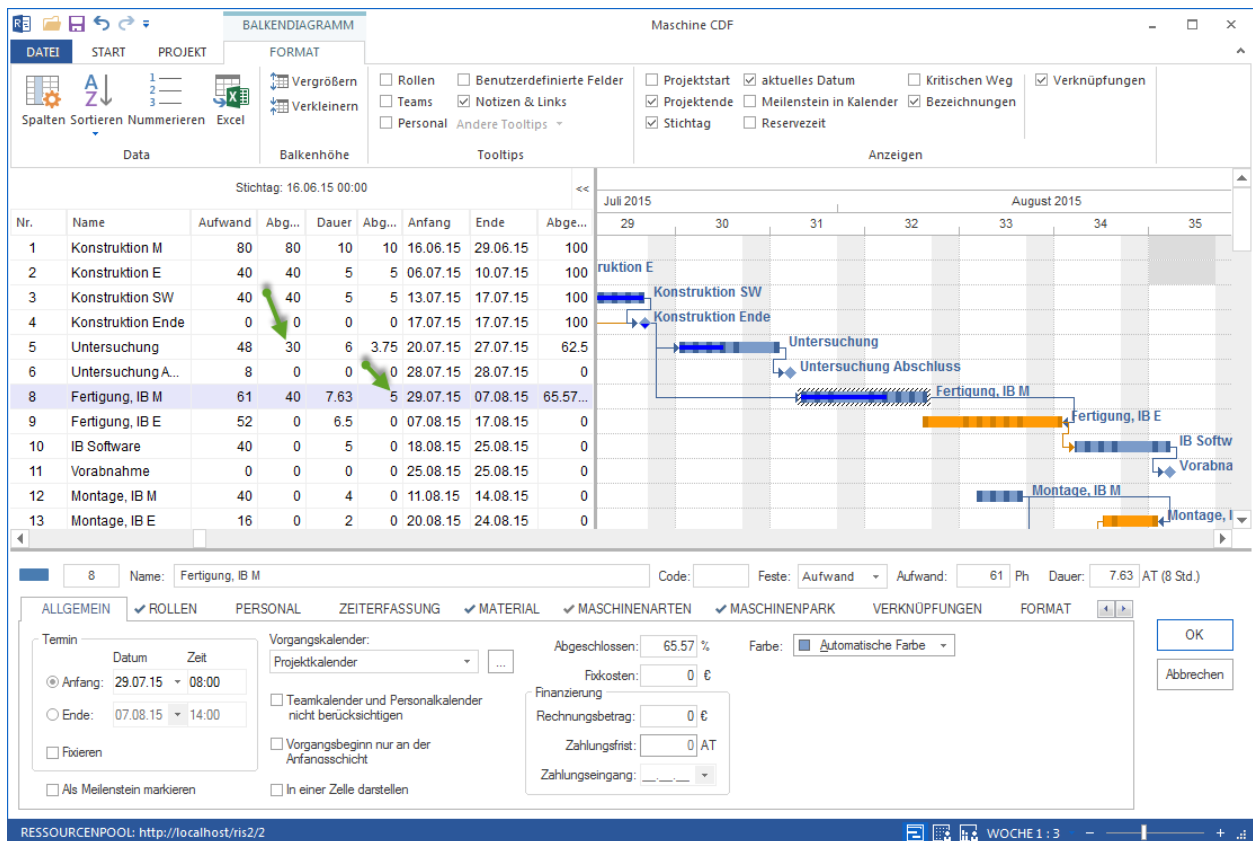 BALKENDIAGRAMM
Maschine CDF
DATEI START PROJEKT FORMAT
Spalten Sortieren Nummerieren Excel
Data
Vergrößern
Verkleinern
Balkenhöhe
Rollen Benutzerdefinierte Felder
Teams Notizen & Links
Personal Andere Tooltips
Tooltips
Projektstart aktuelles Datum Kritischen Weg Verknüpfungen
Projektende Meilenstein in Kalender Bezeichnungen
Stichtag Reservezeit
Anzeigen
Stichtag: 16.06.15 00:00 <<
Nr. Name Aufwand Abg... Dauer Abg... Anfang Ende Abge...
1 Konstruktion M 80 80 10 10 16.06.15 29.06.15 100
2 Konstruktion E 40 40 5 5 06.07.15 10.07.15 100
3 Konstruktion SW 40 40 5 5 13.07.15 17.07.15 100
4 Konstruktion Ende 0 0 0 0 17.07.15 17.07.15 100
5 Untersuchung 48 30 6 3.75 20.07.15 27.07.15 62.5
6 Untersuchung A... 8 0 0 0 28.07.15 28.07.15 0
8 Fertigung, IB M 61 40 7.63 5 29.07.15 07.08.15 65.57...
9 Fertigung, IB E 52 0 6.5 0 07.08.15 17.08.15 0
10 IB Software 40 0 5 0 18.08.15 25.08.15 0
11 Vorabnahme 0 0 0 0 25.08.15 25.08.15 0
12 Montage, IB M 40 0 4 0 11.08.15 14.08.15 0
13 Montage, IB E 16 0 2 0 20.08.15 24.08.15 0
Juli 2015 August 2015
29 30 31 32 33 34 35
ruktion E
Konstruktion SW
Konstruktion Ende
Untersuchung
Untersuchung Abschluss
Fertigung, IB M
Fertigung, IB E
IB Softw
Vorabna
Montage, IB M
Montage, I
8 Name: Fertigung, IB M Code: Feste: Aufwand Aufwand: 61 Ph Dauer: 7.63 AT (8 Std.)
ALLGEMEIN ROLLEN PERSONAL ZEITERFASSUNG MATERIAL MASCHINENARTEN MASCHINENPARK VERKNÜPFUNGEN FORMAT
Termin
Datum Zeit
Anfang: 29.07.15 08:00
Ende: 07.08.15 14:00
Fixieren
Als Meilenstein markieren
Vorgangskalender:
Projektkalender ...
Teamkalender und Personalkalender
nicht berücksichtigen
Vorgangsbeginn nur an der
Anfangsschicht
In einer Zelle darstellen
Abgeschlossen: 65.57 %
Fixkosten: 0 €
Finanzierung
Rechnungsbetrag: 0 €
Zahlungsfrist: 0 AT
Zahlungseingang: __.__.__
Farbe: Automatische Farbe
OK
Abbrechen
RESSOURCENPOOL: http://localhost/ris2/2
WOCHE 1 : 3